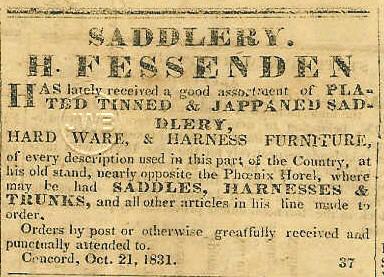 SADDLERY.
H. FESSENDEN
HAS lately received a good assortment of PLA-
TED TINNED & JAPPANED SAD-
DLERY,
HARD WARE, & HARNESS FURNITURE,
of every description used in this part of the Country, at
his old stand, nearly opposite the Phœnix Horel, where
may be had SADDLES, HARNESSES &
TRUNKS, and all other articles in his line made to
order.
Orders by post or otherwise greatfully received and
punctually attended to.
Concord, Oct. 21, 1831. 37